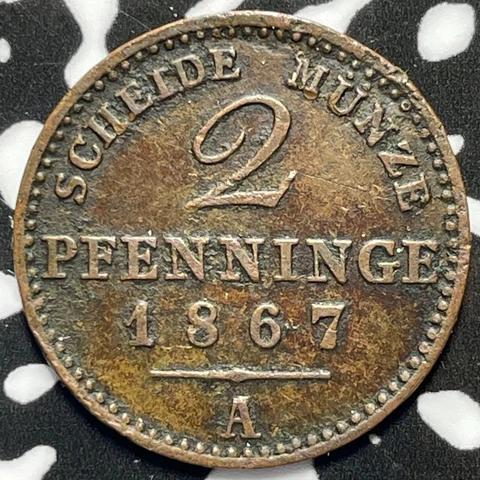 SCHEIDE MÜNZE
2
PFENNINGE
1867
A